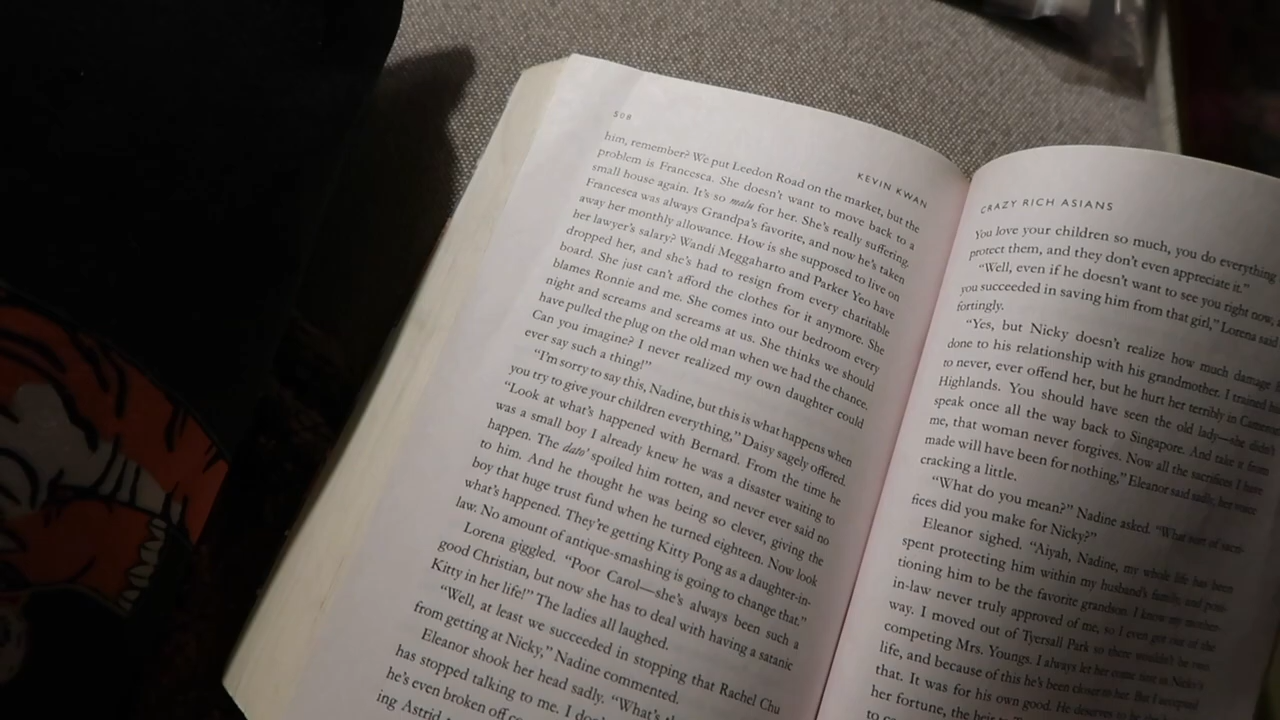 508
KEVIN KWAN
him, remember? We put Leedon Road on the market, but the
problem is Francesca. She doesn't want to move back to a
small house again. It's so malu for her. She's really suffering.
Francesca was always Grandpa's favorite, and now he's taken
away her monthly allowance. How is she supposed to live on
her lawyer's salary? Wandi Meggaharto and Parker Yeo have
dropped her, and she's had to resign from every charitable
board. She just can't afford the clothes for it anymore. She
blames Ronnie and me. She comes into our bedroom every
night and screams and screams at us. She thinks we should
have pulled the plug on the old man when we had the chance.
Can you imagine? I never realized my own daughter could
ever say such a thing!"
"I'm sorry to say this, Nadine, but this is what happens when
you try to give your children everything," Daisy sagely offered.
"Look at what's happened with Bernard. From the time he
was a small boy I already knew he was a disaster waiting to
happen. The dato' spoiled him rotten, and never ever said no
to him. And he thought he was being so clever, giving the
boy that huge trust fund when he turned eighteen. Now look
what's happened. They're getting Kitty Pong as a daughter-in-
law. No amount of antique-smashing is going to change that."
Lorena giggled. "Poor Carol—she's always been such a
good Christian, but now she has to deal with having a satanic
Kitty in her life!" The ladies all laughed.
"Well, at least we succeeded in stopping that Rachel Chu
from getting at Nicky," Nadine commented.
Eleanor shook her head sadly. "What's
has stopped talking to me. I
he's even broken off
ing Astrid
CRAZY RICH ASIANS
You love your children so much, you do everything
protect them, and they don't even appreciate it."
"Well, even if he doesn't want to see you right now,
you succeeded in saving him from that girl," Lorena said
fortingly.
"Yes, but Nicky doesn't realize how much damage
done to his relationship with his grandmother. I trained
to never, ever offend her, but he hurt her terribly in Cameron
Highlands. You should have seen the old lady—she didn't
speak once all the way back to Singapore. And take it from
me, that woman never forgives. Now all the sacrifices I have
made will have been for nothing," Eleanor said sadly, her voice
cracking a little.
"What do you mean?" Nadine asked. "What sort of sacri-
fices did you make for Nicky?"
Eleanor sighed. "Aiyah, Nadine, my whole life has been
spent protecting him within my husband's family, and posi-
tioning him to be the favorite grandson. I know my mother-
in-law never truly approved of me, so I even got out of the
way. I moved out of Tyersall Park so there wouldn't be two
competing Mrs. Youngs. I always let her come first in Nicky's
life, and because of this he's been closer to her. But I accepted
that. It was for his own good. He deserves to be
her fortune, the heir to